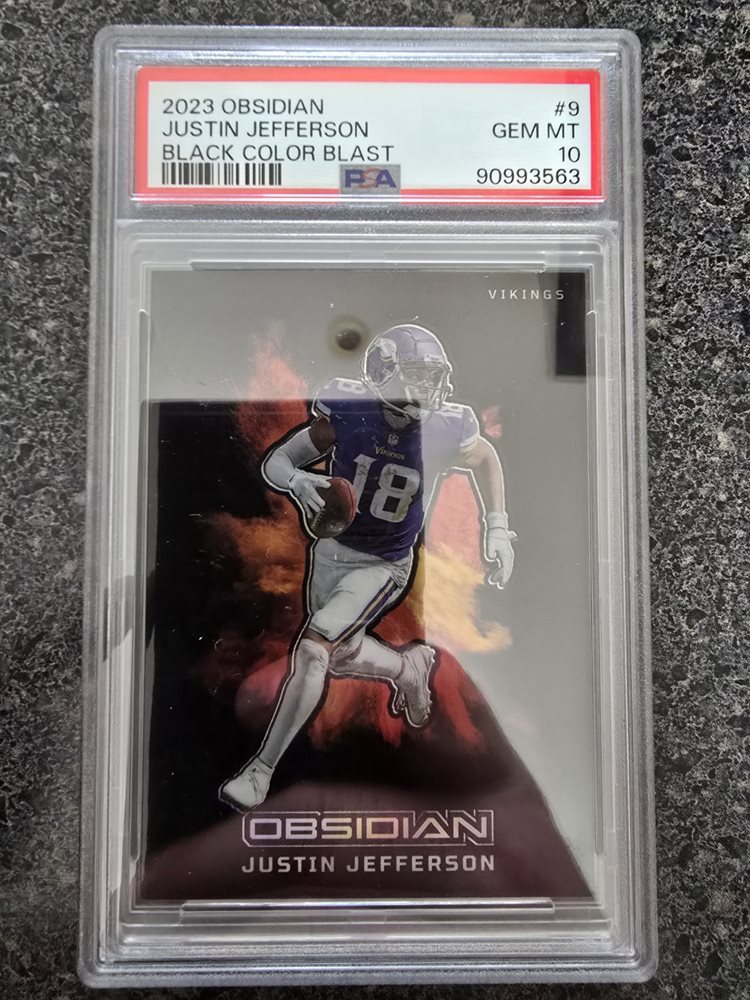 2023 OBSIDIAN #9
JUSTIN JEFFERSON GEM MT
BLACK COLOR BLAST 10
PSA 90993563
VIKINGS
18
Vikings
18
OBSIDIAN
JUSTIN JEFFERSON